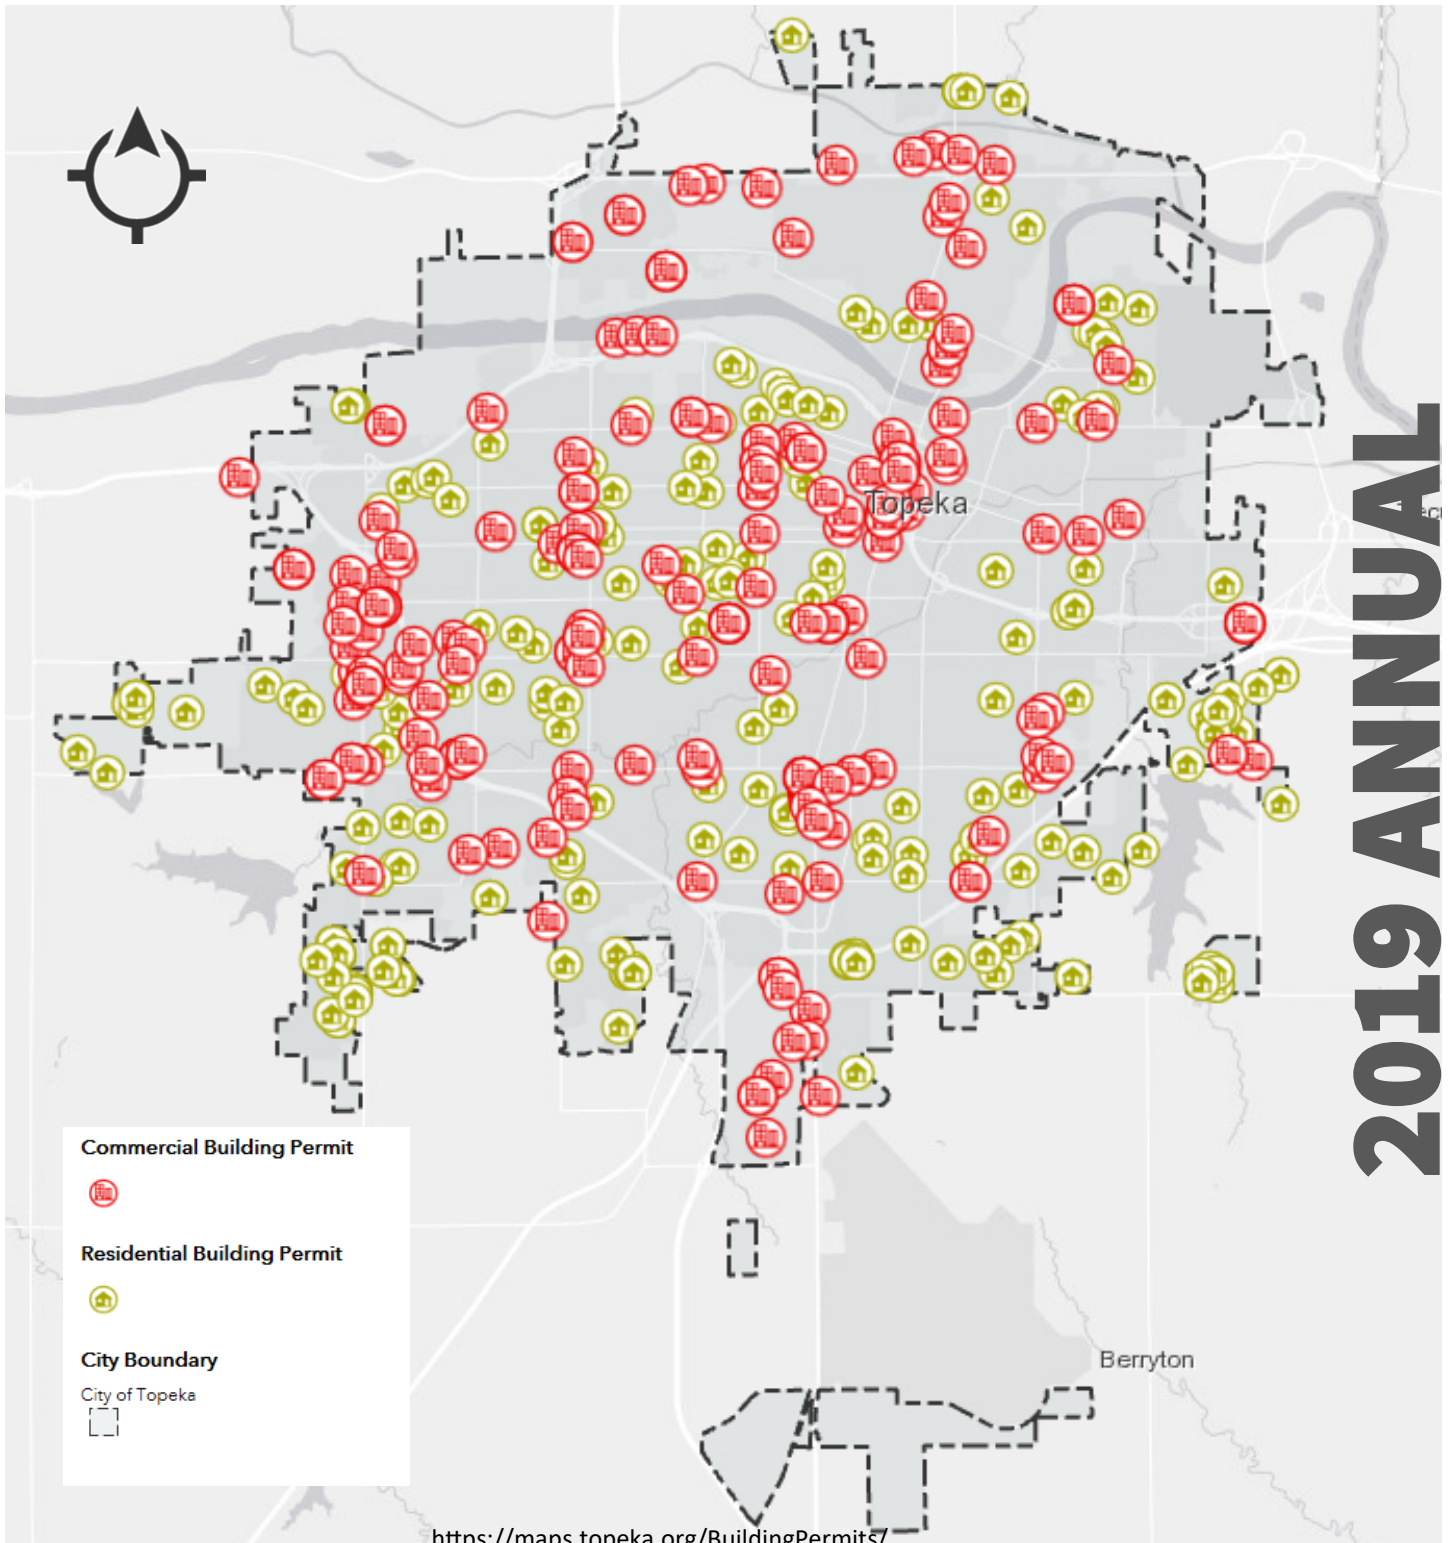 Topeka
2019 ANNUAL
Commercial Building Permit
Residential Building Permit
City Boundary
City of Topeka
Berryton
https://maps.topeka.org/BuildingPermits/